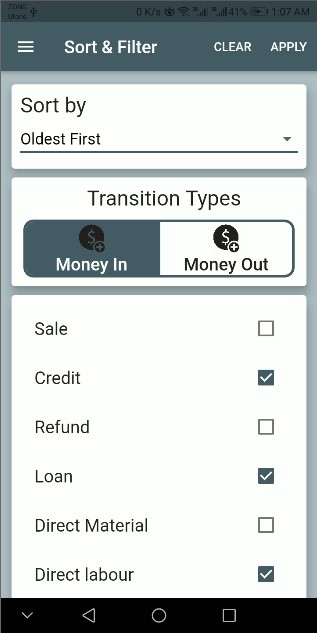 ZONG
Ufone
0 K/s 41% 1:07 AM
Sort & Filter CLEAR APPLY
Sort by
Oldest First
Transition Types
Money In Money Out
Sale
Credit
Refund
Loan
Direct Material
Direct labour